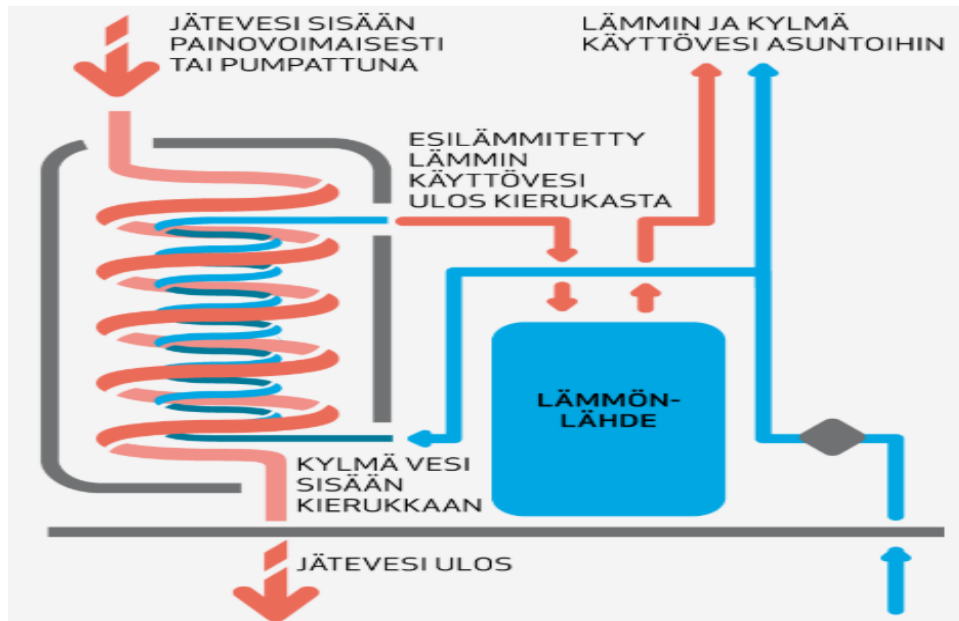 JÄTEVESI SISÄÄN
PAINOVOIMAISESTI
TAI PUMPATTUNA
LÄMMIN JA KYLMÄ
KÄYTTÖVESI ASUNTOIHIN
ESILÄMMITETTY
LÄMMIN
KÄYTTÖVESI
ULOS KIERUKASTA
LÄMMÖN-
LÄHDE
KYLMÄ VESI
SISÄÄN
KIERUKKAAN
JÄTEVESI ULOS